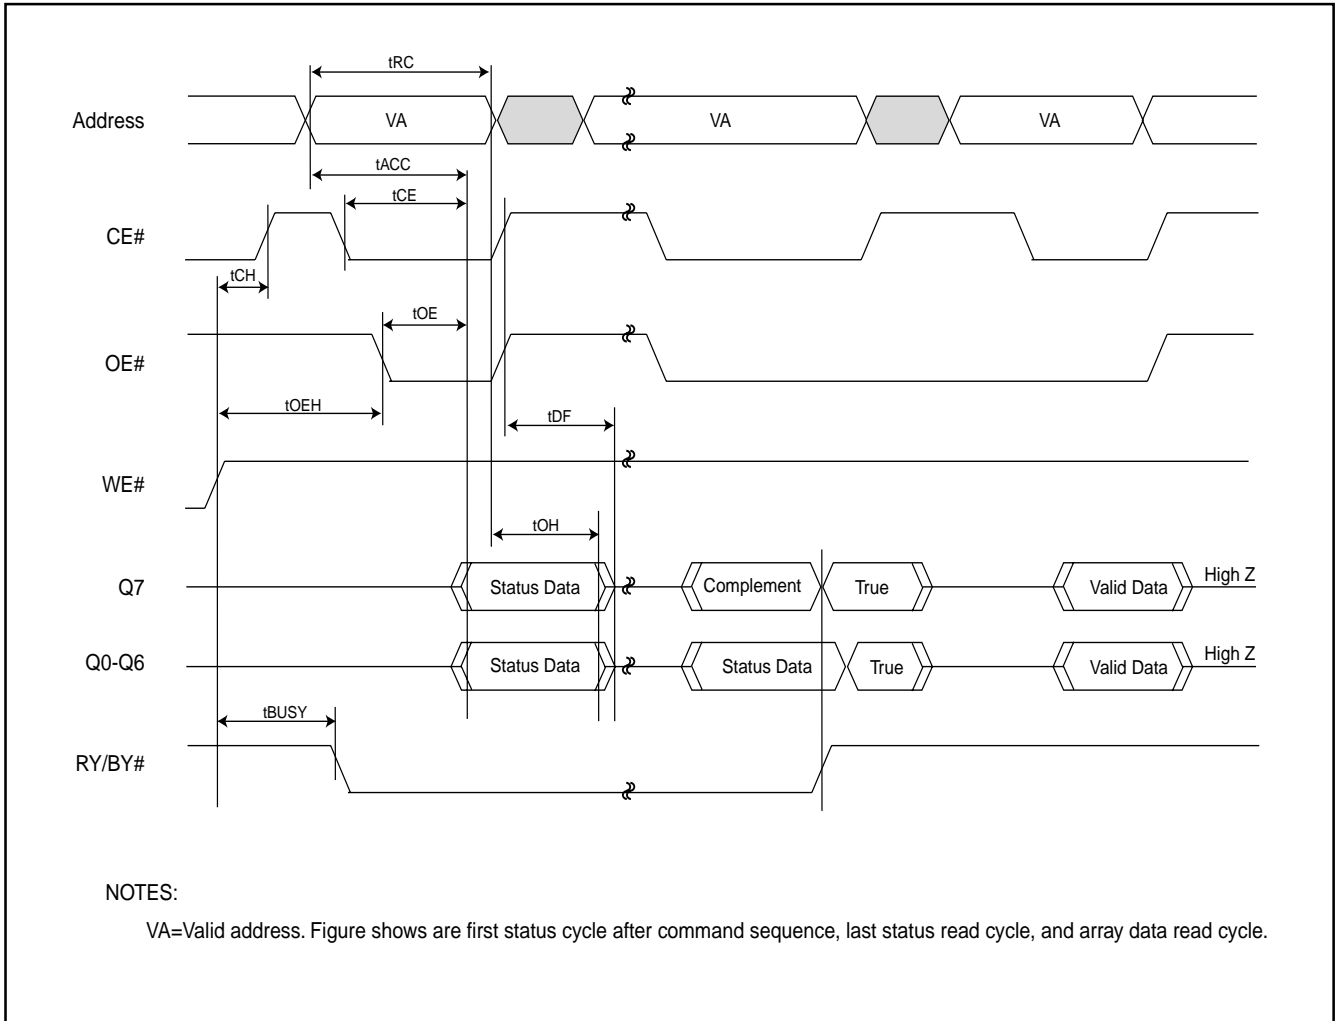 tRC
Address VA VA VA
tACC
tCE
CE#
tCH
tOE
OE#
tOEH
tDF
WE#
tOH
Q7 Status Data Complement True Valid Data High Z
Q0-Q6 Status Data Status Data True Valid Data High Z
tBUSY
RY/BY#
NOTES:
VA=Valid address. Figure shows are first status cycle after command sequence, last status read cycle, and array data read cycle.